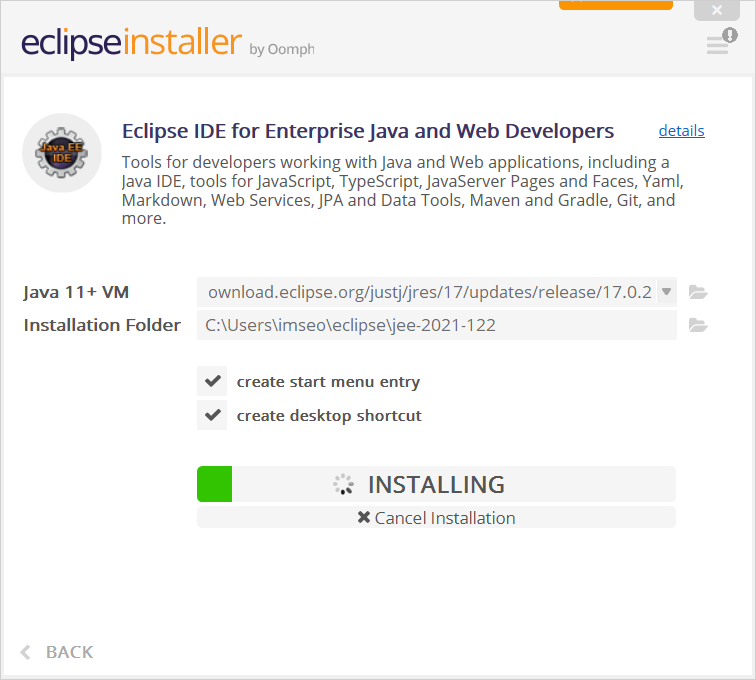 eclipseinstaller by Oomph
Eclipse IDE for Enterprise Java and Web Developers
details
Java EE
IDE
Tools for developers working with Java and Web applications, including a
Java IDE, tools for JavaScript, TypeScript, JavaServer Pages and Faces, Yaml,
Markdown, Web Services, JPA and Data Tools, Maven and Gradle, Git, and
more.
Java 11+ VM
ownload.eclipse.org/justj/jres/17/updates/release/17.0.2
Installation Folder
C:\Users\imseo\eclipse\jee-2021-122
create start menu entry
create desktop shortcut
INSTALLING
Cancel Installation
BACK